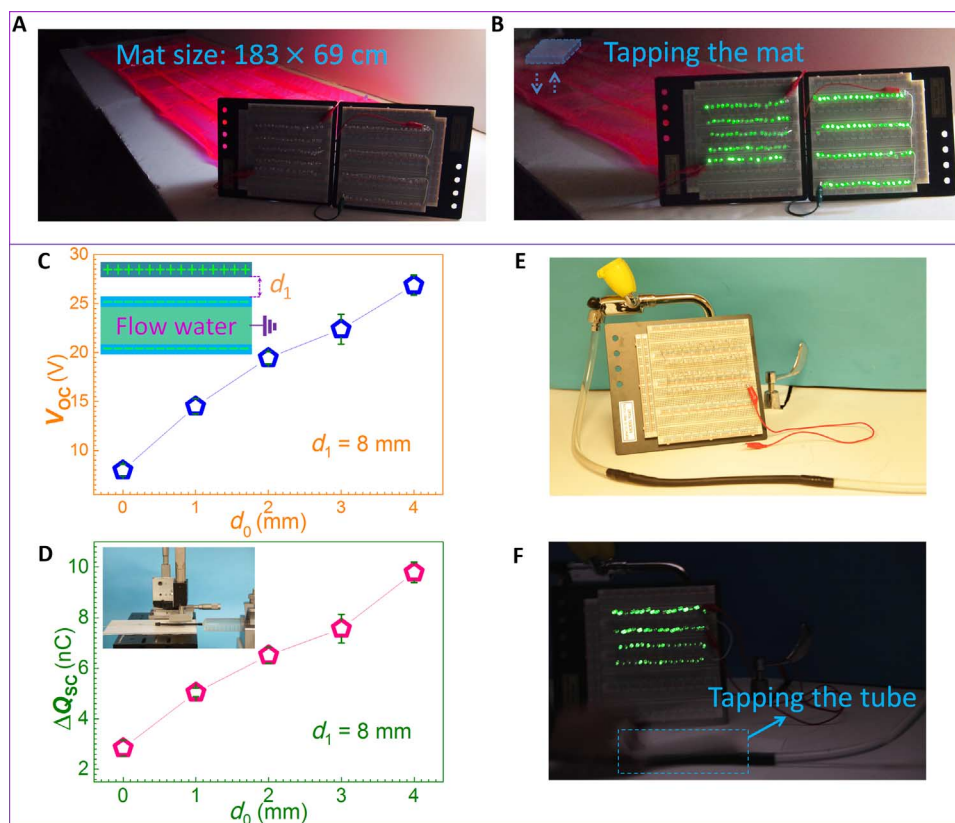 A
Mat size: 183 × 69 cm
B
Tapping the mat
C
30
25
20
15
10
V_OC (V)
+++++++++++++
d₁
Flow water
d₁ = 8 mm
0 1 2 3 4
d₀ (mm)
D
10
8
6
4
2
ΔQ_SC (nC)
d₁ = 8 mm
0 1 2 3 4
d₀ (mm)
E
F
Tapping the tube